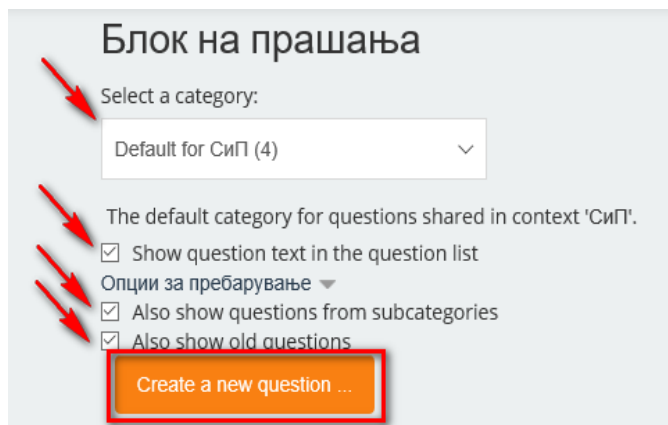 Блок на прашања
Select a category:
Default for СиП (4)
The default category for questions shared in context 'СиП'.
Show question text in the question list
Опции за пребарување
Also show questions from subcategories
Also show old questions
Create a new question ...